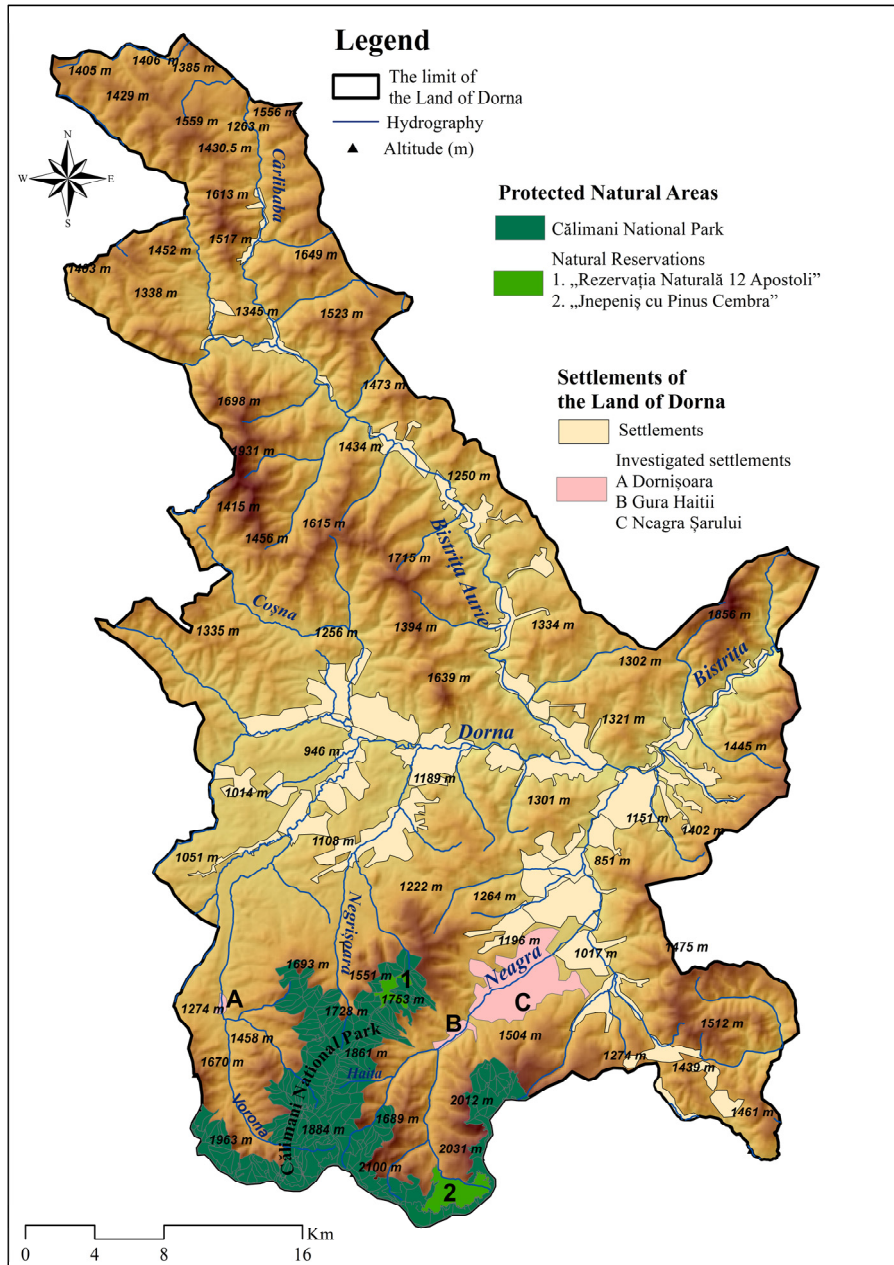 Legend
The limit of
the Land of Dorna
Hydrography
Altitude (m)
N
W
E
S
Protected Natural Areas
Călimani National Park
Natural Reservations
1. „Rezervația Naturală 12 Apostoli”
2. „Jnepeniș cu Pinus Cembra”
Settlements of
the Land of Dorna
Settlements
Investigated settlements
A Dornișoara
B Gura Haitii
C Neagra Șarului
1405 m
1406 m
1385 m
1429 m
1556 m
1559 m
1263 m
1430.5 m
Cârlibaba
1613 m
1517 m
1452 m
1649 m
1403 m
1338 m
1345 m
1523 m
1473 m
1698 m
1434 m
1931 m
1250 m
1415 m
1615 m
1456 m
Bistrița Aurie
1715 m
Coșna
1856 m
1335 m
1256 m
1394 m
1334 m
1302 m
Bistrița
1639 m
1321 m
Dorna
946 m
1445 m
1189 m
1014 m
1301 m
1151 m
1402 m
1108 m
1051 m
851 m
1222 m
1264 m
Negrișoara
1196 m
1475 m
1017 m
Neagra
1693 m
1551 m
1
1753 m
A
1274 m
1728 m
C
B
1512 m
1458 m
1861 m
1504 m
1274 m
1670 m
Haita
1439 m
Călimani National Park
2012 m
1461 m
Vorona
1689 m
1963 m
1884 m
2031 m
2100 m
2
Km
0
4
8
16